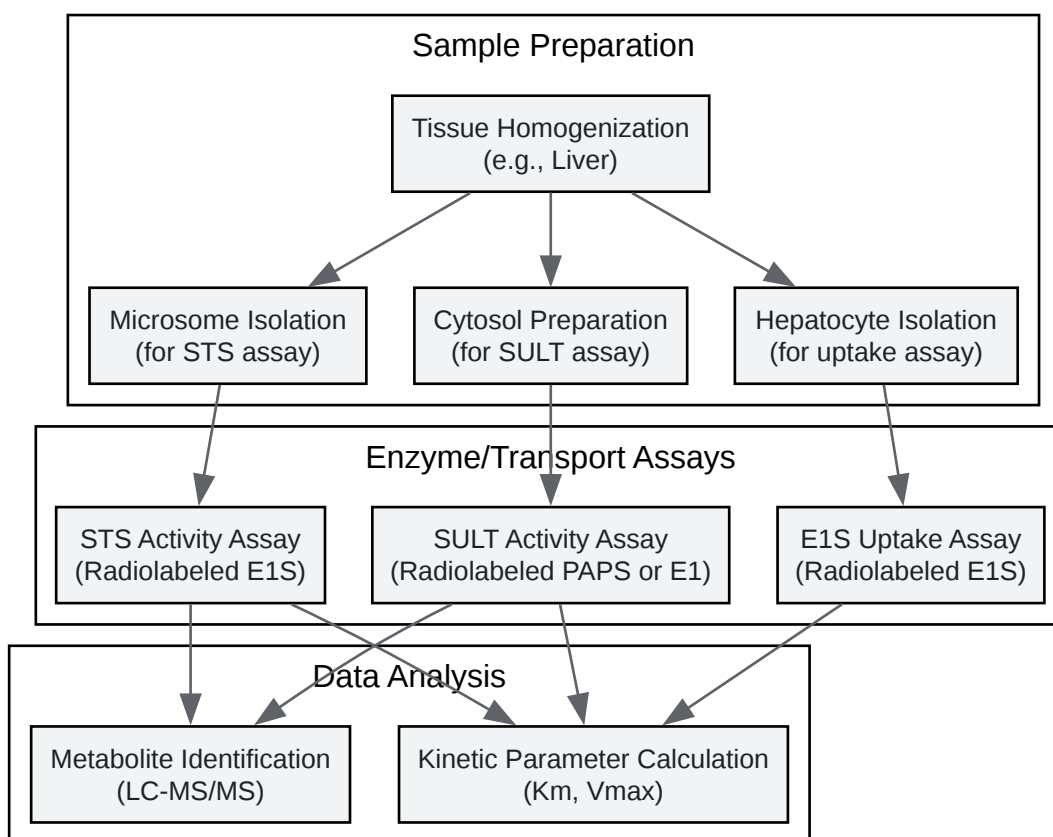 Sample Preparation
Tissue Homogenization
(e.g., Liver)
Microsome Isolation
(for STS assay)
Cytosol Preparation
(for SULT assay)
Hepatocyte Isolation
(for uptake assay)
Enzyme/Transport Assays
STS Activity Assay
(Radiolabeled E1S)
SULT Activity Assay
(Radiolabeled PAPS or E1)
E1S Uptake Assay
(Radiolabeled E1S)
Data Analysis
Metabolite Identification
(LC-MS/MS)
Kinetic Parameter Calculation
(Km, Vmax)